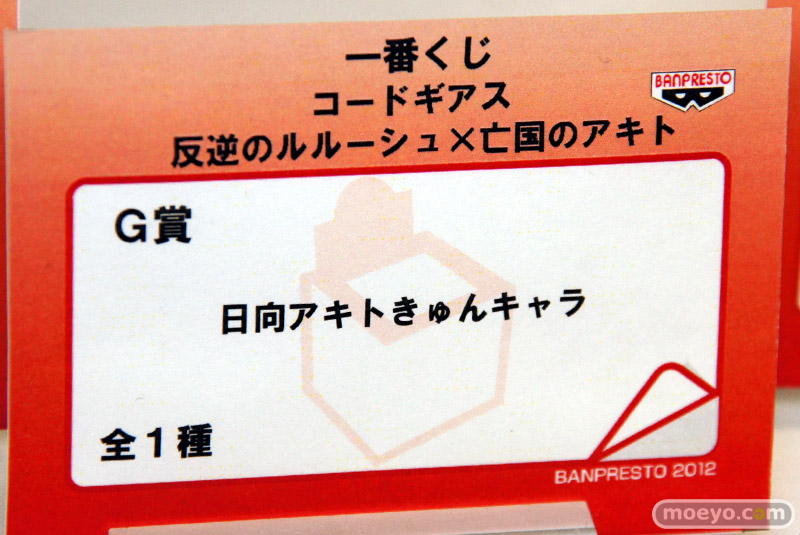 一番くじ
コードギアス
反逆のルルーシュ×亡国のアキト
BANPRESTO
G賞
日向アキトきゅんキャラ
全1種
BANPRESTO 2012
moeyo.com